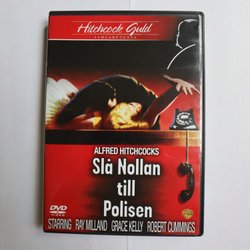 Hitchcock Guld
ALFRED HITCHCOCKS
Slå Nollan
till
Polisen
DVD
STARRING RAY MILLAND GRACE KELLY ROBERT CUMMINGS